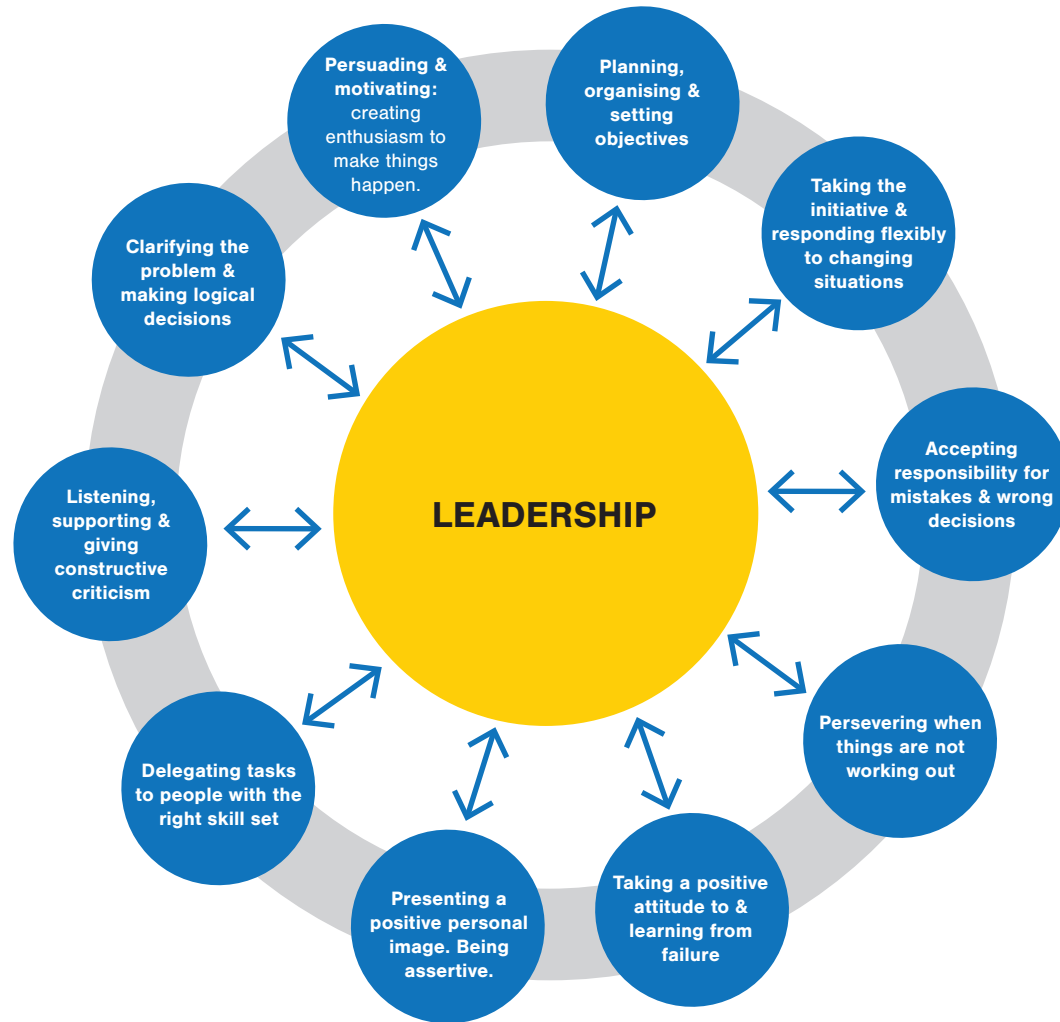 Persuading &
motivating:
creating
enthusiasm to
make things
happen.
Planning,
organising &
setting
objectives
Taking the
initiative &
responding flexibly
to changing
situations
Accepting
responsibility for
mistakes & wrong
decisions
Persevering when
things are not
working out
Taking a positive
attitude to &
learning from
failure
Presenting a
positive personal
image. Being
assertive.
Delegating tasks
to people with the
right skill set
Listening,
supporting &
giving
constructive
criticism
Clarifying the
problem &
making logical
decisions
LEADERSHIP